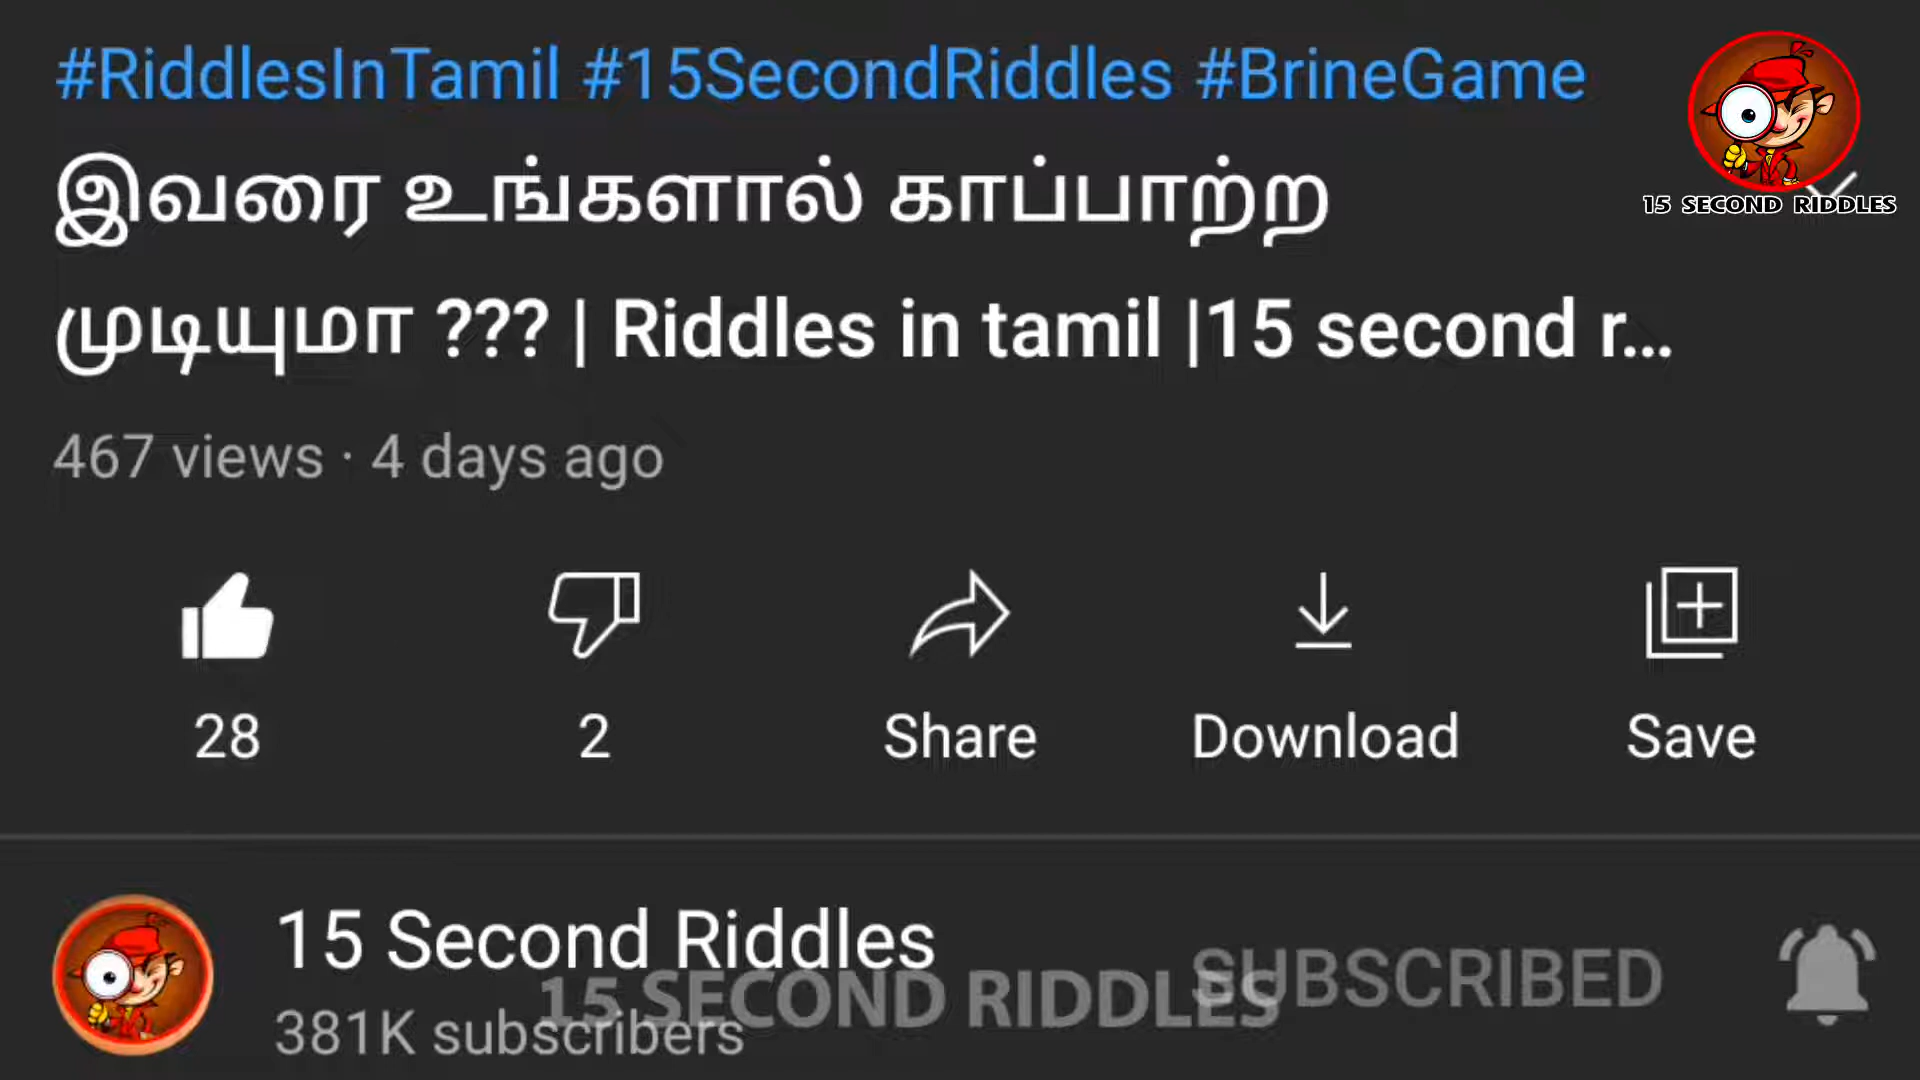 #RiddlesInTamil #15SecondRiddles #BrineGame
இவரை உங்களால் காப்பாற்ற
முடியுமா ??? | Riddles in tamil |15 second r...
15 SECOND RIDDLES
467 views · 4 days ago
28 2 Share Download Save
15 Second Riddles
SUBSCRIBED
15 SECOND RIDDLES
381K subscribers